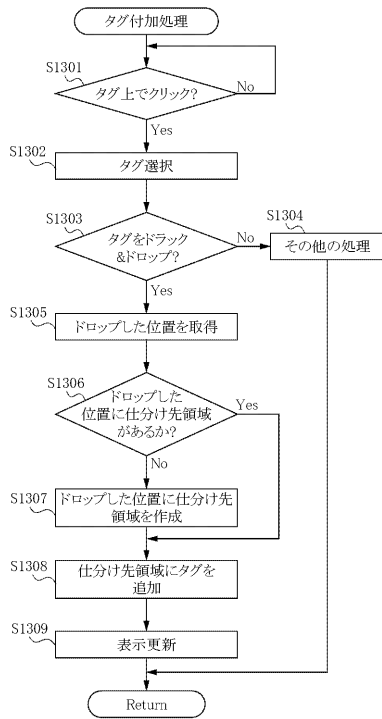 タグ付加処理
S1301
タグ上でクリック?
No
Yes
S1302
タグ選択
S1303
タグをドラック
&ドロップ?
No
S1304
その他の処理
Yes
S1305
ドロップした位置を取得
S1306
ドロップした
位置に仕分け先領域
があるか?
Yes
No
S1307
ドロップした位置に仕分け先
領域を作成
S1308
仕分け先領域にタグを
追加
S1309
表示更新
Return